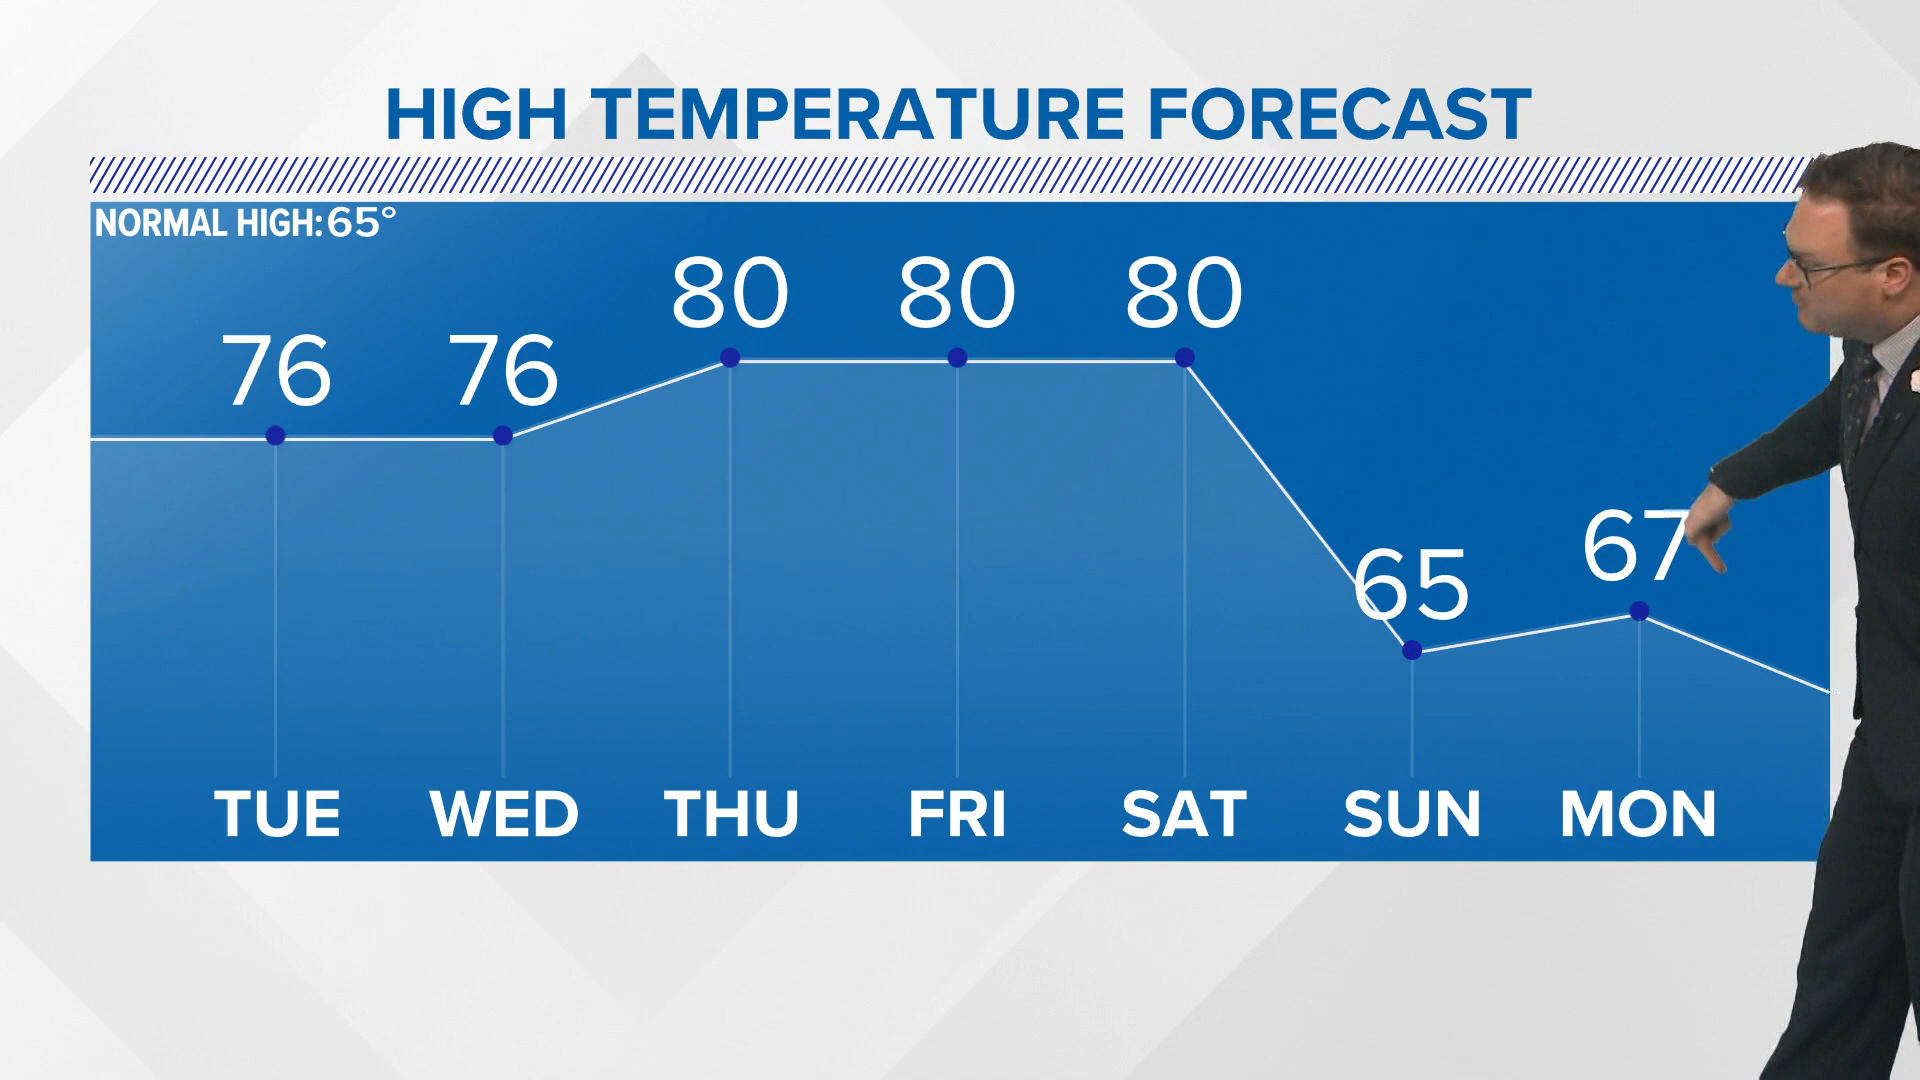 HIGH TEMPERATURE FORECAST
NORMAL HIGH:65°
76 76 80 80 80 65 67
TUE WED THU FRI SAT SUN MON